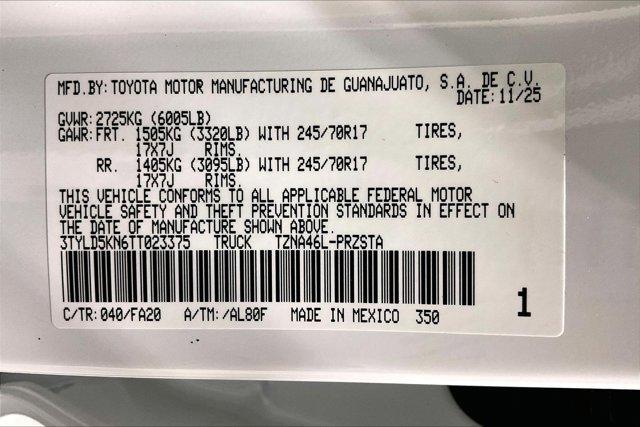 MFD.BY:TOYOTA MOTOR MANUFACTURING DE GUANAJUATO, S.A. DE C.V.
DATE:11/25
GVWR:2725KG (6005LB)
GAWR:FRT. 1505KG (3320LB) WITH 245/70R17 TIRES,
17X7J RIMS.
RR. 1405KG (3095LB) WITH 245/70R17 TIRES,
17X7J RIMS.
THIS VEHICLE CONFORMS TO ALL APPLICABLE FEDERAL MOTOR
VEHICLE SAFETY AND THEFT PREVENTION STANDARDS IN EFFECT ON
THE DATE OF MANUFACTURE SHOWN ABOVE.
3TYLD5KN6TT023375 TRUCK TZNA46L-PRZSTA
C/TR:040/FA20 A/TM:/AL80F MADE IN MEXICO 350
1